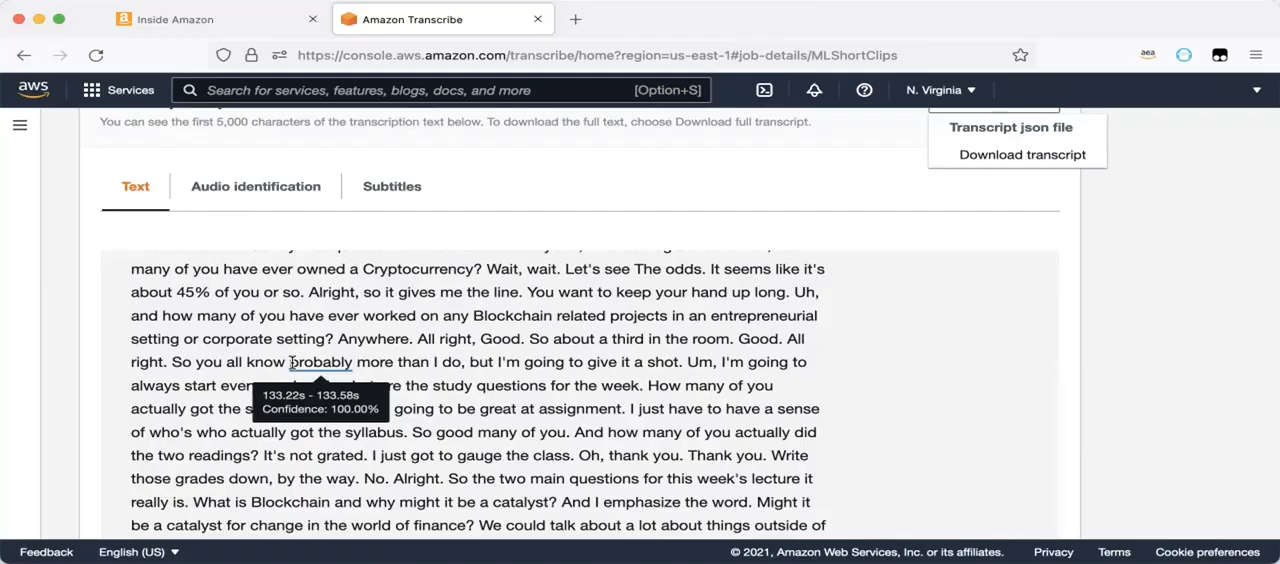 Inside Amazon
Amazon Transcribe
https://console.aws.amazon.com/transcribe/home?region=us-east-1#job-details/MLShortClips
aea
aws
Services
Search for services, features, blogs, docs, and more
[Option+S]
N. Virginia
You can see the first 5,000 characters of the transcription text below. To download the full text, choose Download full transcript.
Transcript json file
Download transcript
Text
Audio identification
Subtitles
many of you have ever owned a Cryptocurrency? Wait, wait. Let's see The odds. It seems like it's
about 45% of you or so. Alright, so it gives me the line. You want to keep your hand up long. Uh,
and how many of you have ever worked on any Blockchain related projects in an entrepreneurial
setting or corporate setting? Anywhere. All right, Good. So about a third in the room. Good. All
right. So you all know probably more than I do, but I'm going to give it a shot. Um, I'm going to
always start the study questions for the week. How many of you
133.22s - 133.58s
Confidence: 100.00%
actually got the going to be great at assignment. I just have to have a sense
of who's who actually got the syllabus. So good many of you. And how many of you actually did
the two readings? It's not grated. I just got to gauge the class. Oh, thank you. Thank you. Write
those grades down, by the way. No. Alright. So the two main questions for this week's lecture it
really is. What is Blockchain and why might it be a catalyst? And I emphasize the word. Might it
be a catalyst for change in the world of finance? We could talk about a lot about things outside of
Feedback
English (US)
© 2021, Amazon Web Services, Inc. or its affiliates.
Privacy
Terms
Cookie preferences